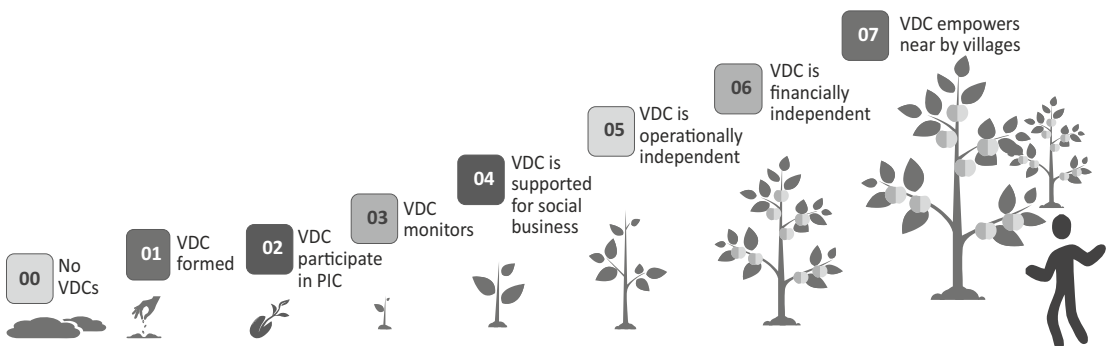 00
No
VDCs
01
VDC
formed
02
VDC
participate
in PIC
03
VDC
monitors
04
VDC is
supported
for social
business
05
VDC is
operationally
independent
06
VDC is
financially
independent
07
VDC empowers
near by villages